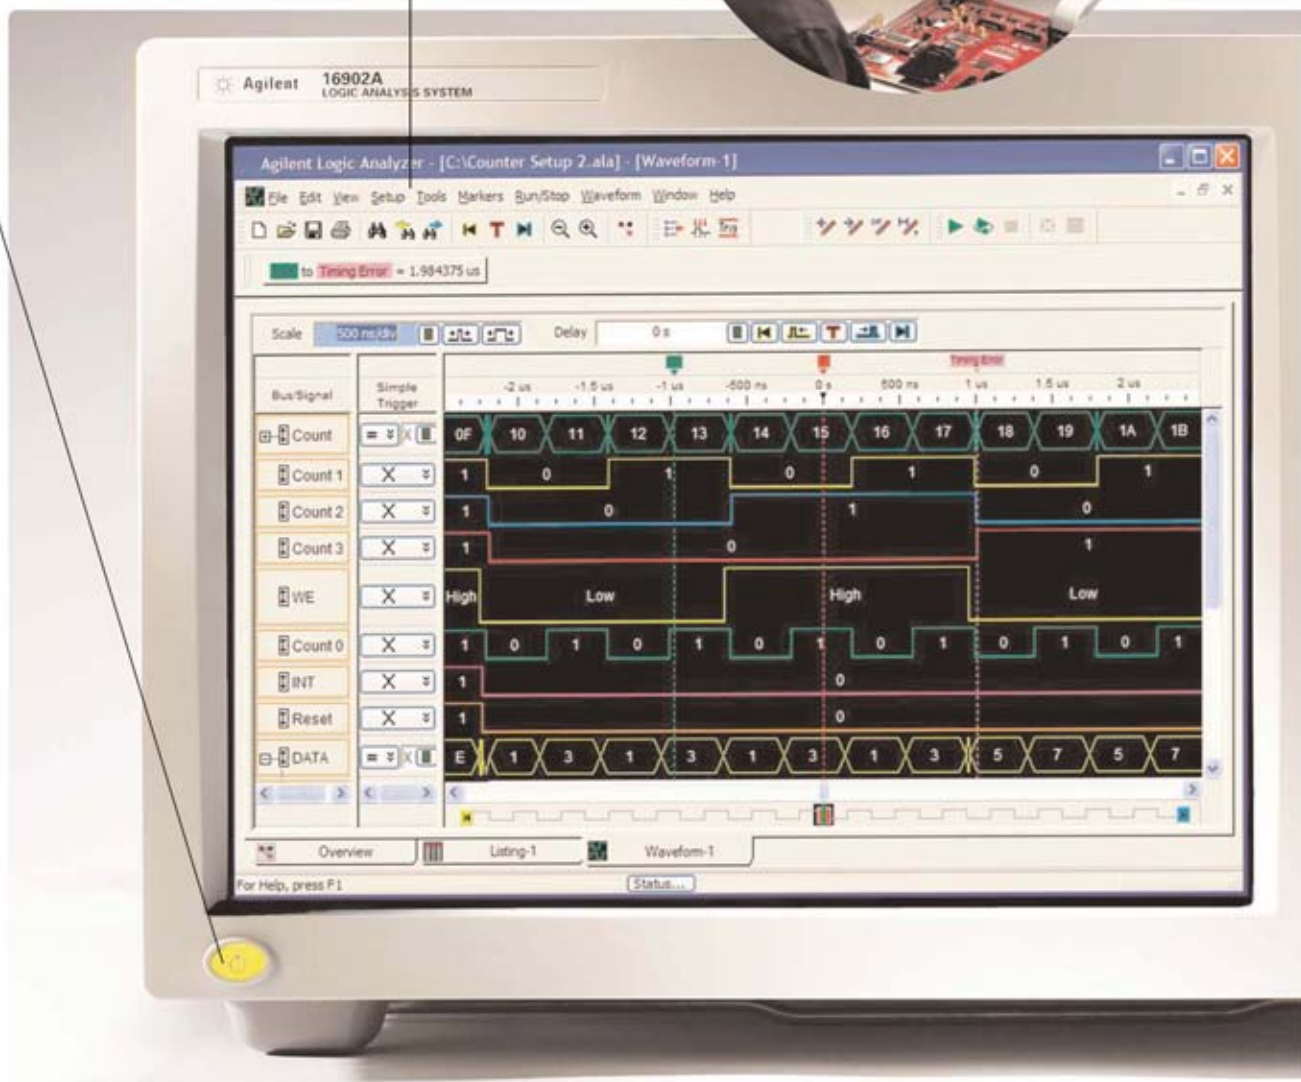 Agilent 16902A
LOGIC ANALYSIS SYSTEM
Agilent Logic Analyzer - [C:\Counter Setup 2.ala] - [Waveform-1]
File Edit View Setup Tools Markers Run/Stop Waveform Window Help
to Timing Error = 1.984375 us
Scale 500 ns/div Delay 0 s T
Timing Error
Bus/Signal Simple Trigger -2 us -1.5 us -1 us -500 ns 0 s 500 ns 1 us 1.5 us 2 us
Count = X 0F 10 11 12 13 14 15 16 17 18 19 1A 1B
Count 1 X 1 0 1 0 1 0 1
Count 2 X 1 0 1 0
Count 3 X 1 0 1
WE X High Low High Low
Count 0 X 1 0 1 0 1 0 1 0 1 0 1 0 1
INT X 1 0
Reset X 1 0
DATA = X E 1 3 1 3 1 3 1 3 5 7 5 7
Overview Listing-1 Waveform-1
For Help, press F1 Status...